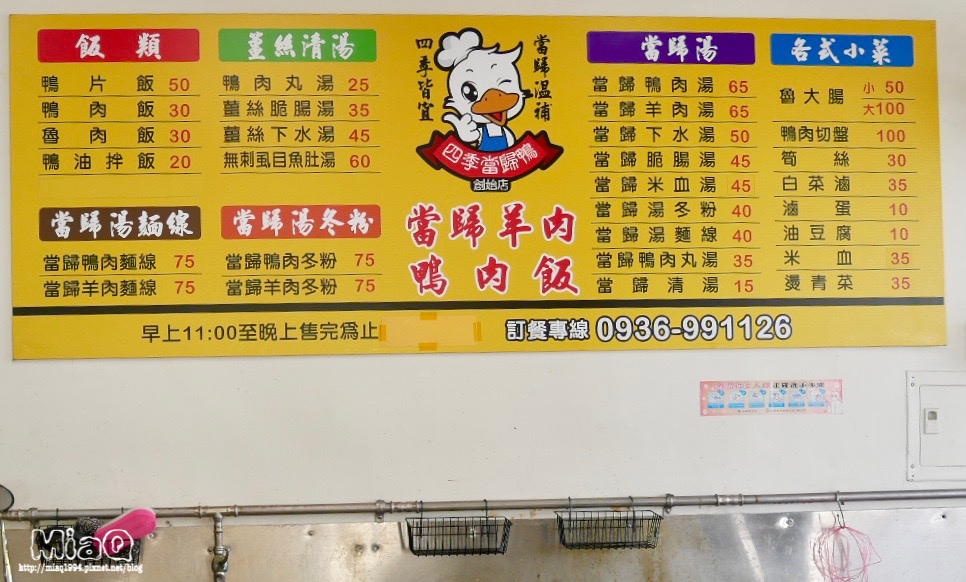 飯類
鴨片飯 50
鴨肉飯 30
魯肉飯 30
鴨油拌飯 20
薑絲清湯
鴨肉丸湯 25
薑絲脆腸湯 35
薑絲下水湯 45
無刺虱目魚肚湯 60
當歸湯麵線
當歸鴨肉麵線 75
當歸羊肉麵線 75
當歸湯冬粉
當歸鴨肉冬粉 75
當歸羊肉冬粉 75
當歸溫補
四季皆宜
四季當歸鴨
創始店
當歸羊肉
鴨肉飯
當歸湯
當歸鴨肉湯 65
當歸羊肉湯 65
當歸下水湯 50
當歸脆腸湯 45
當歸米血湯 45
當歸湯冬粉 40
當歸湯麵線 40
當歸鴨肉丸湯 35
當歸清湯 15
各式小菜
魯大腸 小 50
大100
鴨肉切盤 100
筍絲 30
白菜滷 35
滷蛋 10
油豆腐 10
米血 35
燙青菜 35
早上11:00至晚上售完為止
訂餐專線 0936-991126
MiaQ
http://miaq1994.pixnet.net/blog